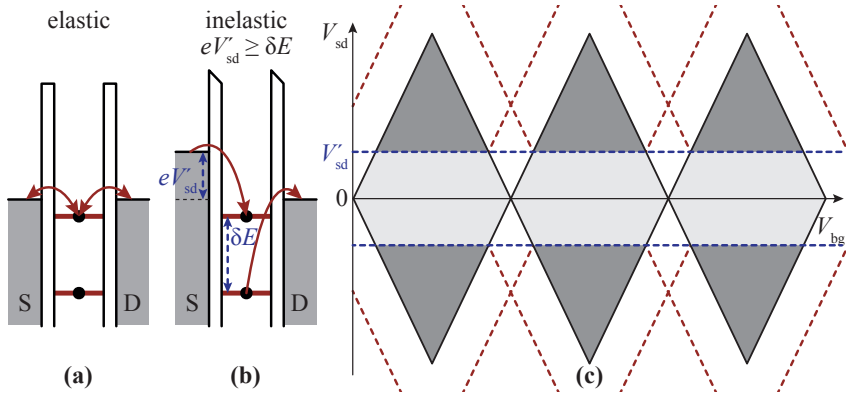 elastic
inelastic
eV′sd ≥ δE
eV′sd
δE
S
D
S
D
(a)
(b)
Vsd
V′sd
0
Vbg
(c)